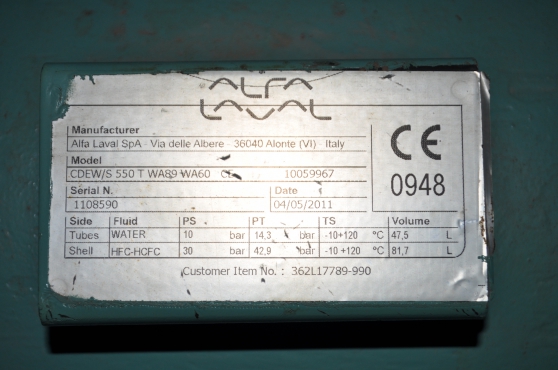 ALFA
LAVAL
Manufacturer
Alfa Laval SpA - Via delle Albere - 36040 Alonte (VI) - Italy
Model
CDEW/S 550 T WA89 WA60 CE 10059967
Serial N. Date
1108590 04/05/2011
CE
0948
Side Fluid PS PT TS Volume
Tubes WATER 10 bar 14,3 bar -10+120 °C 47,5 L
Shell HFC-HCFC 30 bar 42,9 bar -10 +120 °C 81,7 L
Customer Item No. : 362L17789-990